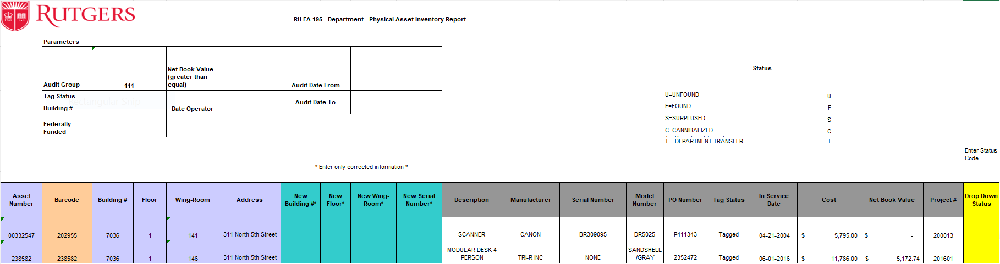 RUTGERS
1766
RU FA 195 - Department - Physical Asset Inventory Report
Parameters
Audit Group
111
Net Book Value
(greater than
equal)
Audit Date From
Tag Status
Building #
Date Operator
Audit Date To
Federally
Funded
Status
U=UNFOUND U
F=FOUND F
S=SURPLUSED S
C=CANNIBALIZED C
T = DEPARTMENT TRANSFER T
Enter Status
Code
* Enter only corrected information *
Asset
Number
Barcode
Building #
Floor
Wing-Room
Address
New
Building #*
New
Floor*
New Wing-
Room*
New Serial
Number*
Description
Manufacturer
Serial Number
Model
Number
PO Number
Tag Status
In Service
Date
Cost
Net Book Value
Project #
Drop Down
Status
00332547 202955 7036 1 141 311 North 5th Street SCANNER CANON BR309095 DR5025 P411343 Tagged 04-21-2004 $ 5,795.00 $ - 200013
238582 238582 7036 1 146 311 North 5th Street
MODULAR DESK 4
PERSON
TRI-R INC NONE
SANDSHELL
/GRAY
2352472 Tagged 06-01-2016 $ 11,786.00 $ 5,172.74 201601